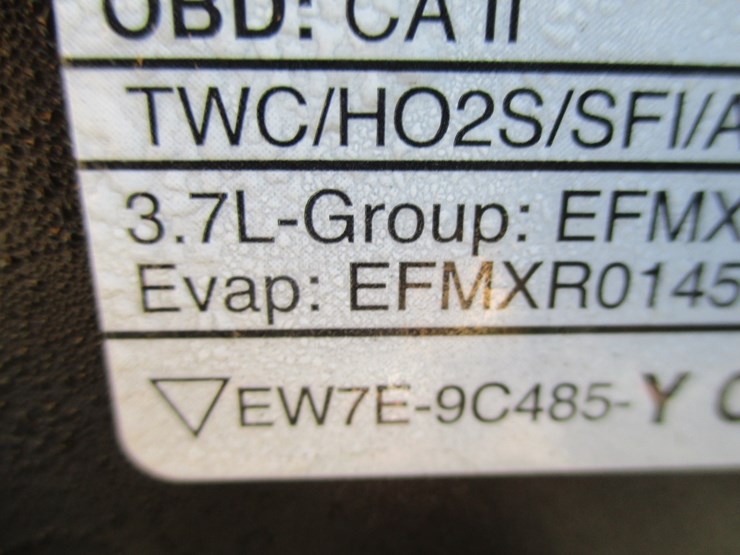 OBD: CA II
TWC/HO2S/SFI/A
3.7L-Group: EFMX
Evap: EFMXR0145
EW7E-9C485-Y C